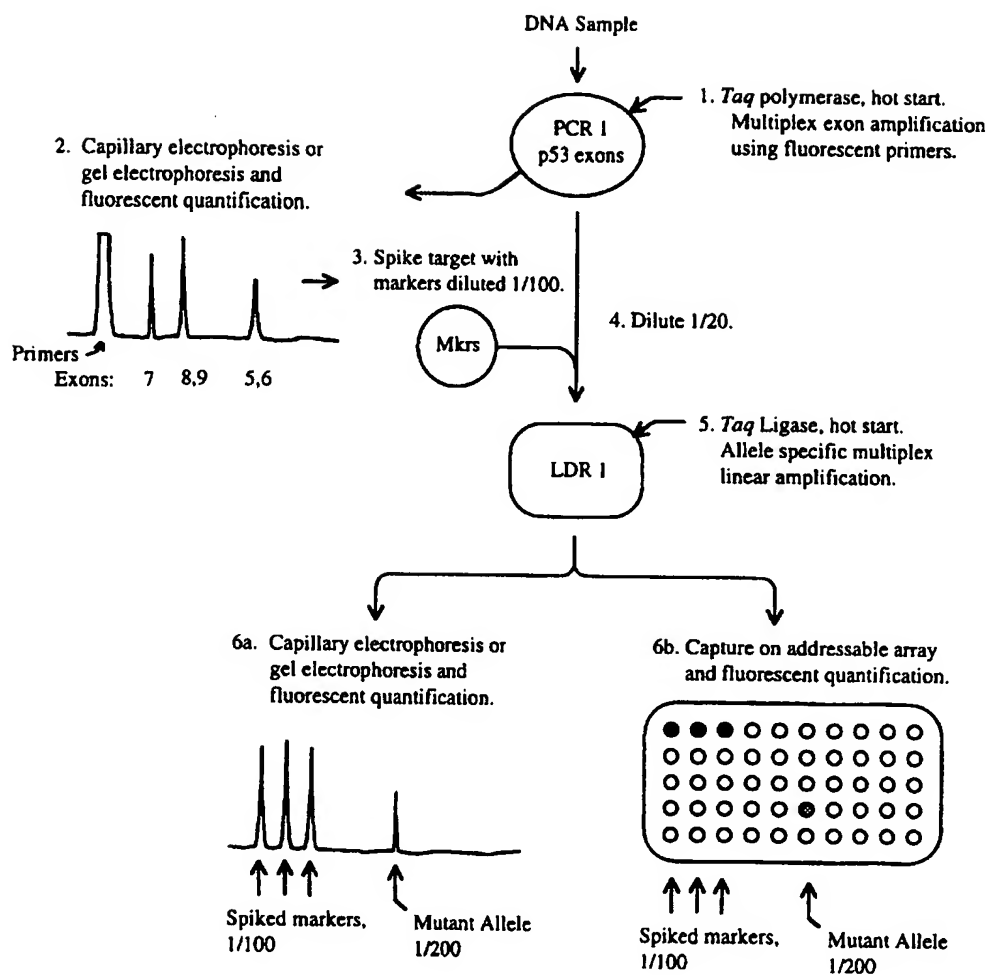 DNA Sample
PCR 1
p53 exons
1. Taq polymerase, hot start.
Multiplex exon amplification
using fluorescent primers.
2. Capillary electrophoresis or
gel electrophoresis and
fluorescent quantification.
Primers
Exons: 7 8,9 5,6
3. Spike target with
markers diluted 1/100.
Mkrs
4. Dilute 1/20.
LDR 1
5. Taq Ligase, hot start.
Allele specific multiplex
linear amplification.
6a. Capillary electrophoresis or
gel electrophoresis and
fluorescent quantification.
Spiked markers,
1/100
Mutant Allele
1/200
6b. Capture on addressable array
and fluorescent quantification.
Spiked markers,
1/100
Mutant Allele
1/200